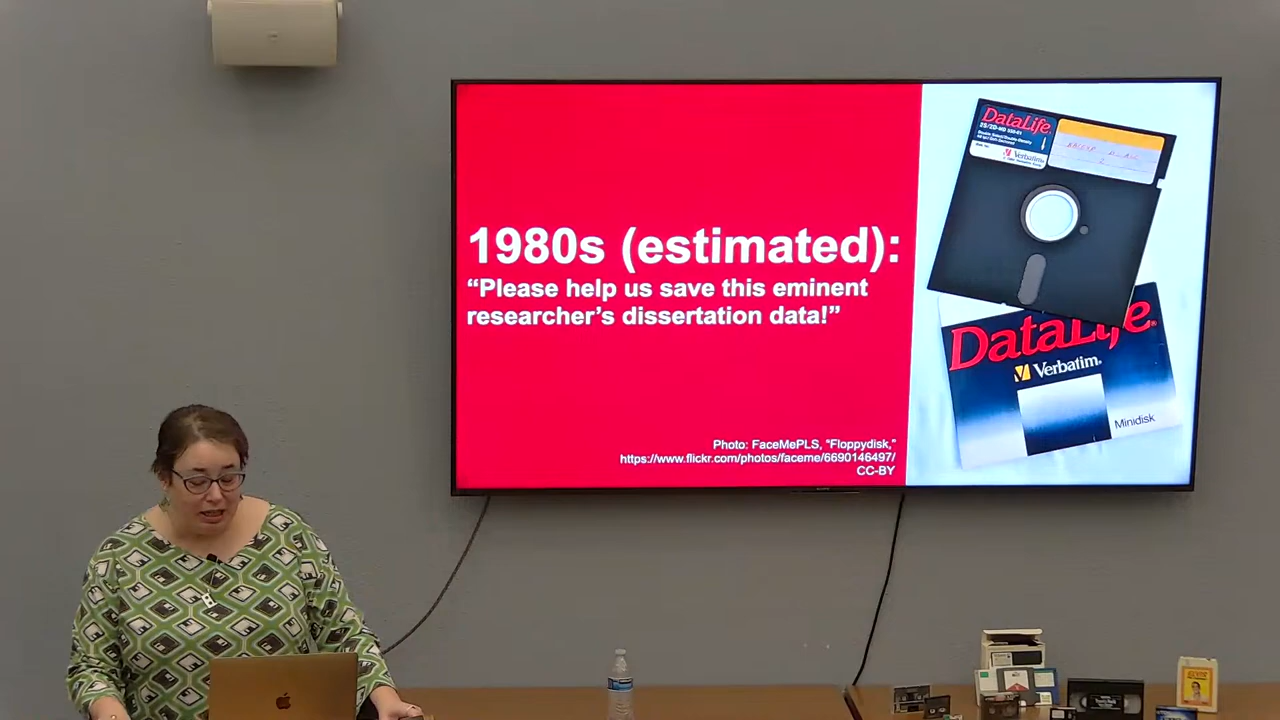 1980s (estimated):
“Please help us save this eminent
researcher’s dissertation data!”
Photo: FaceMePLS, “Floppydisk,”
https://www.flickr.com/photos/faceme/6690146497/
CC-BY
DataLife
Verbatim
2
DataLife
Verbatim.
Minidisk